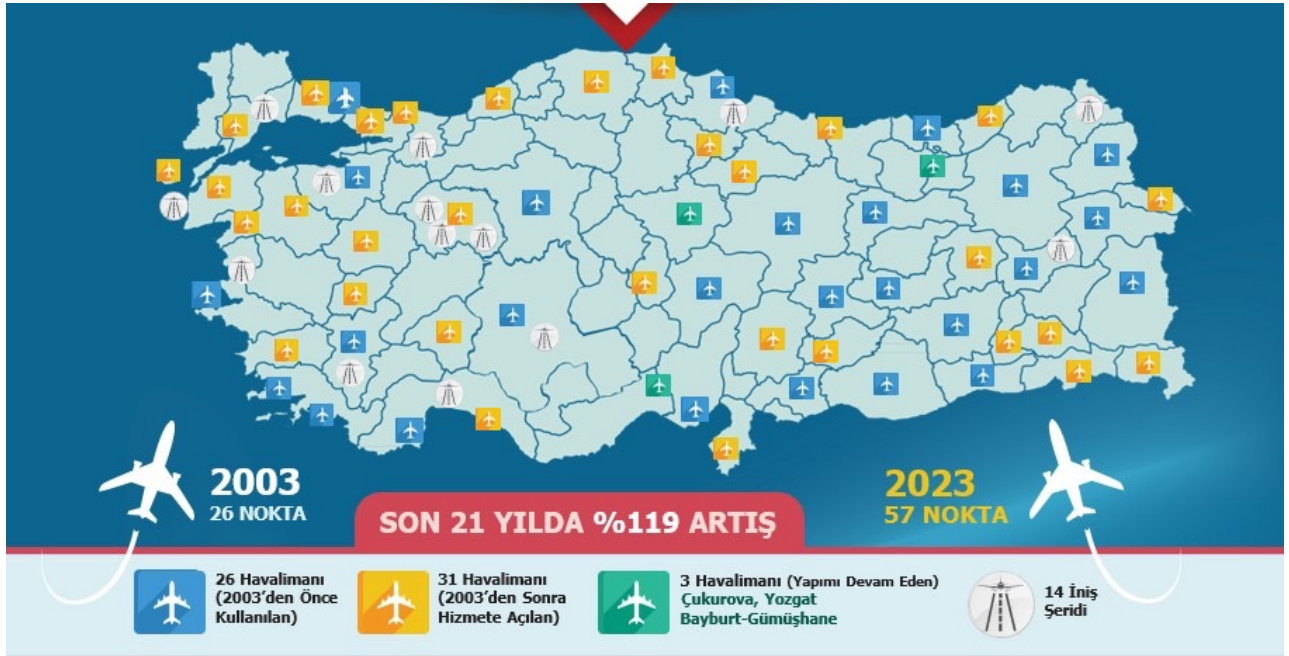 2003
26 NOKTA
2023
57 NOKTA
SON 21 YILDA %119 ARTIŞ
26 Havalimanı
(2003'den Önce
Kullanılan)
31 Havalimanı
(2003'den Sonra
Hizmete Açılan)
3 Havalimanı (Yapımı Devam Eden)
Çukurova, Yozgat
Bayburt-Gümüşhane
14 İniş
Şeridi